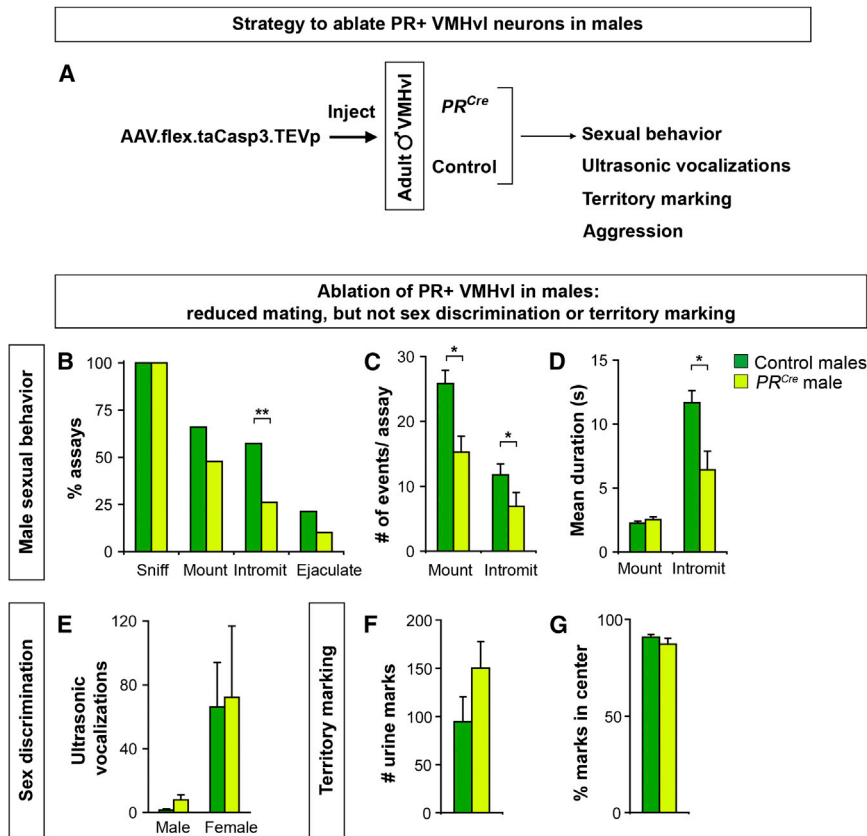 Strategy to ablate PR+ VMHvl neurons in males
A
AAV.flex.taCasp3.TEVp
Inject
Adult ♂ VMHvl
PR^Cre
Control
Sexual behavior
Ultrasonic vocalizations
Territory marking
Aggression
Ablation of PR+ VMHvl in males:
reduced mating, but not sex discrimination or territory marking
Male sexual behavior
B
% assays
100
75
50
25
0
**
Sniff Mount Intromit Ejaculate
C
# of events/ assay
30
20
10
0
*
*
Mount Intromit
D
Mean duration (s)
15
10
5
0
*
Mount Intromit
Control males
PR^Cre male
Sex discrimination
E
Ultrasonic
vocalizations
120
80
40
0
Male Female
Territory marking
F
# urine marks
200
150
100
50
0
G
% marks in center
100
50
0